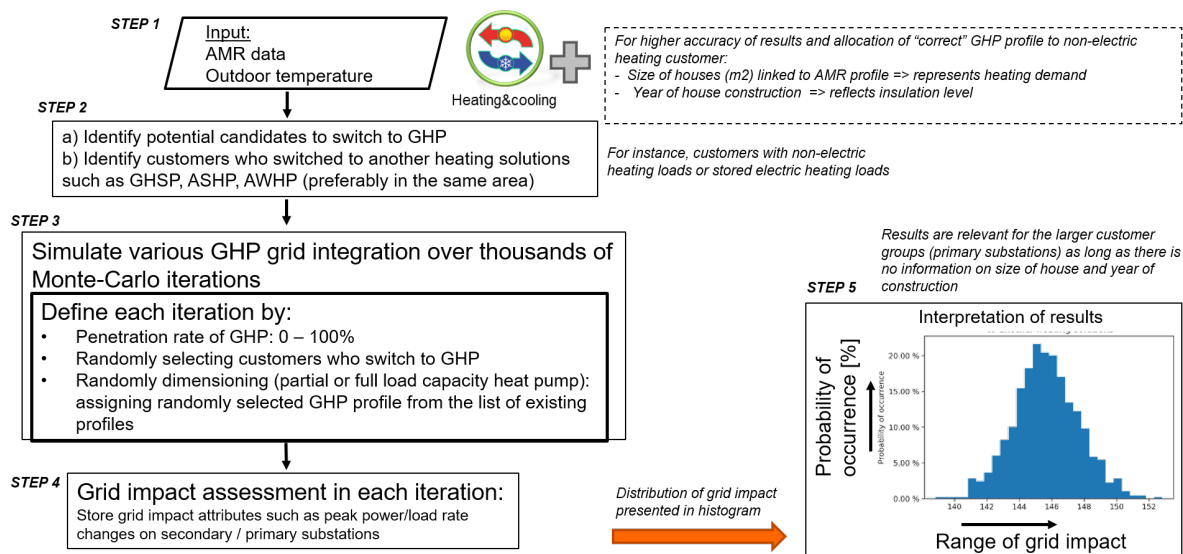 STEP 1
Input:
AMR data
Outdoor temperature
Heating&cooling
For higher accuracy of results and allocation of “correct” GHP profile to non-electric
heating customer:
- Size of houses (m2) linked to AMR profile => represents heating demand
- Year of house construction => reflects insulation level
STEP 2
a) Identify potential candidates to switch to GHP
b) Identify customers who switched to another heating solutions
such as GHSP, ASHP, AWHP (preferably in the same area)
For instance, customers with non-electric
heating loads or stored electric heating loads
STEP 3
Simulate various GHP grid integration over thousands of
Monte-Carlo iterations
Define each iteration by:
• Penetration rate of GHP: 0 – 100%
• Randomly selecting customers who switch to GHP
• Randomly dimensioning (partial or full load capacity heat pump):
assigning randomly selected GHP profile from the list of existing
profiles
STEP 4
Grid impact assessment in each iteration:
Store grid impact attributes such as peak power/load rate
changes on secondary / primary substations
Distribution of grid impact
presented in histogram
Results are relevant for the larger customer
groups (primary substations) as long as there is
no information on size of house and year of
construction
STEP 5
Interpretation of results
Probability of
occurrence [%]
Probability of occurrence
20.00 %
15.00 %
10.00 %
5.00 %
0.00 %
140 142 144 146 148 150 152
Range of grid impact